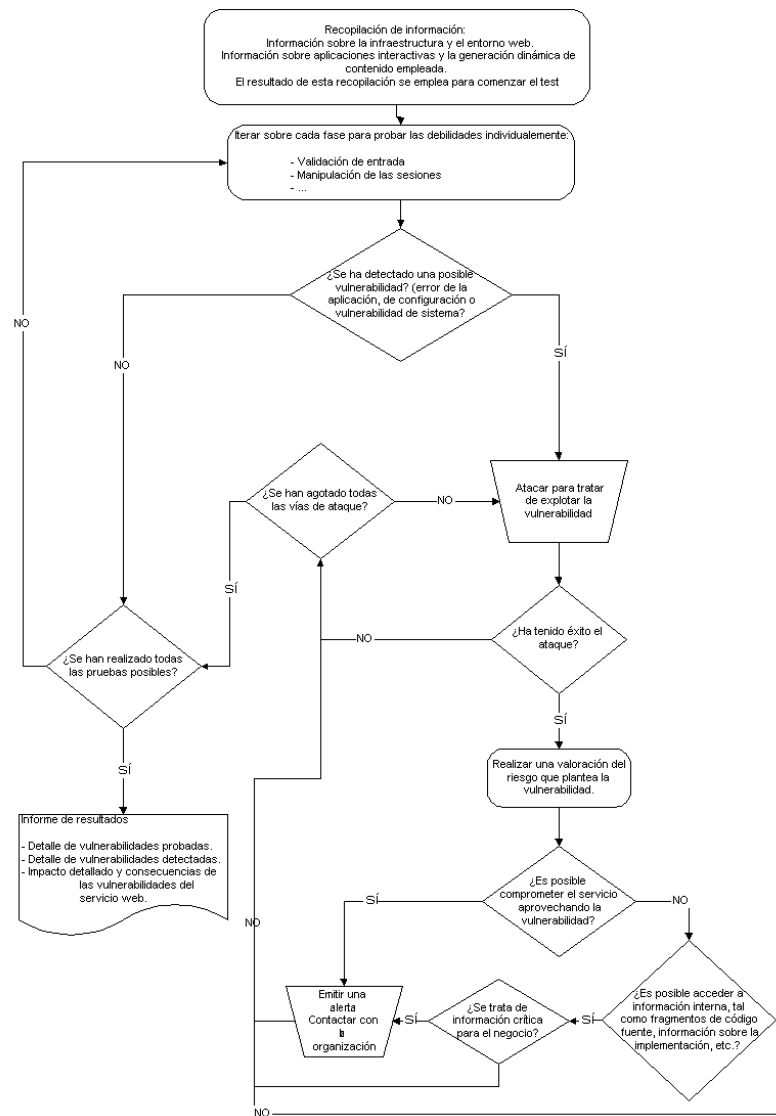 Recopilación de información:
Información sobre la infraestructura y el entorno web.
Información sobre aplicaciones interactivas y la generación dinámica de
contenido empleada.
El resultado de esta recopilación se emplea para comenzar el test
Iterar sobre cada fase para probar las debilidades individualmente:
- Validación de entrada
- Manipulación de las sesiones
- ...
¿Se ha detectado una posible
vulnerabilidad? (error de la
aplicación, de configuración o
vulnerabilidad de sistema?
NO
SÍ
NO
¿Se han agotado todas
las vías de ataque?
NO
Atacar para tratar
de explotar la
vulnerabilidad
SÍ
¿Ha tenido éxito el
ataque?
NO
¿Se han realizado todas
las pruebas posibles?
SÍ
SÍ
Realizar una valoración del
riesgo que plantea la
vulnerabilidad.
Informe de resultados
- Detalle de vulnerabilidades probadas.
- Detalle de vulnerabilidades detectadas.
- Impacto detallado y consecuencias de
las vulnerabilidades del
servicio web.
¿Es posible
comprometer el servicio
aprovechando la
vulnerabilidad?
SÍ
NO
NO
Emitir una
alerta
Contactar con
la
organización
SÍ
¿Se trata de
información crítica
para el negocio?
SÍ
¿Es posible acceder a
información interna, tal
como fragmentos de código
fuente, información sobre la
implementación, etc.?
NO